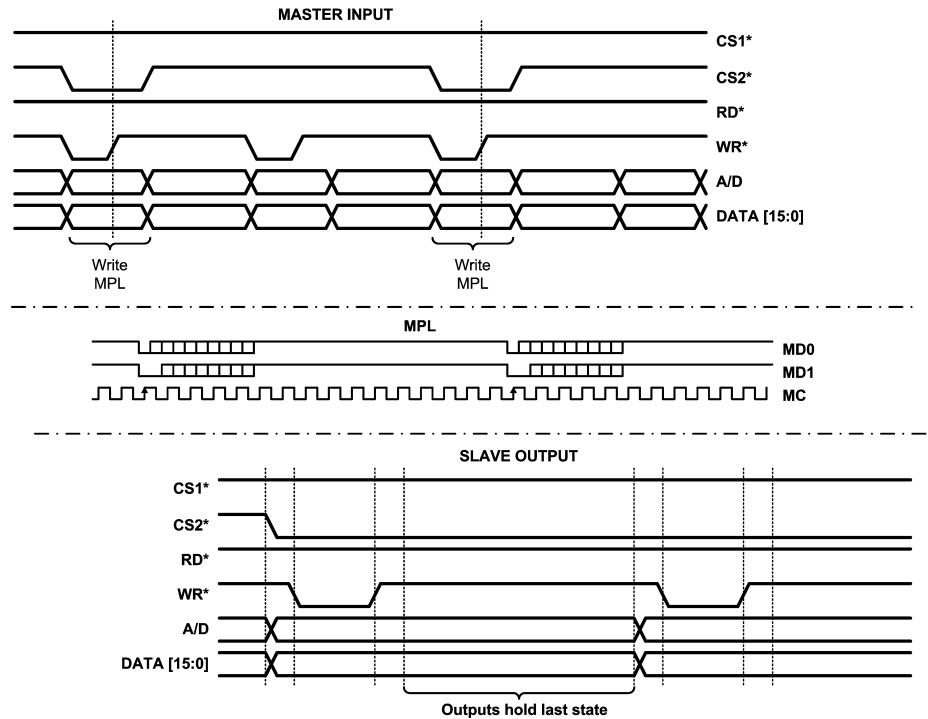 MASTER INPUT
CS1*
CS2*
RD*
WR*
A/D
DATA [15:0]
Write
MPL
Write
MPL
MPL
MD0
MD1
MC
SLAVE OUTPUT
CS1*
CS2*
RD*
WR*
A/D
DATA [15:0]
Outputs hold last state